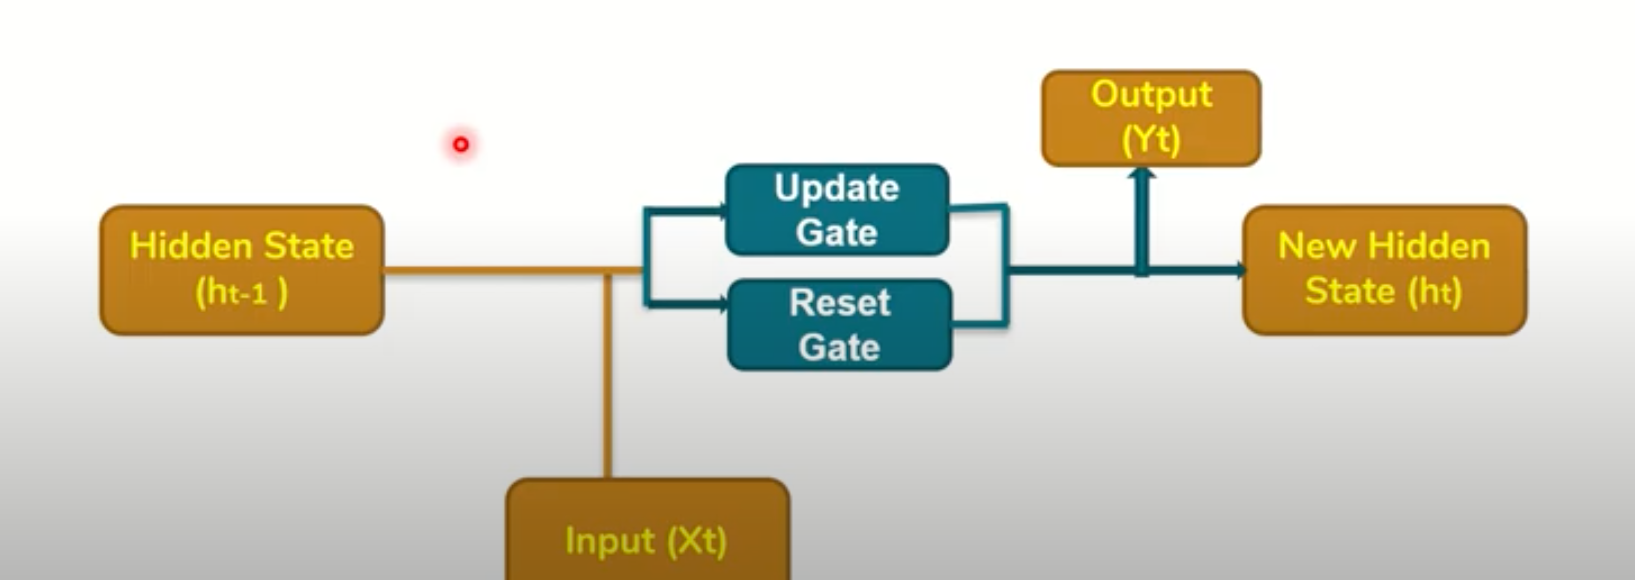 Output
(Yt)
Update
Gate
Hidden State
(ht-1 )
New Hidden
State (ht)
Reset
Gate
Input (Xt)